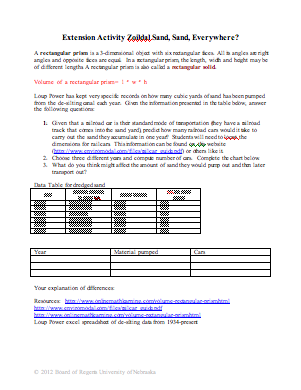 Extension Activity Zoildal Sand, Sand, Everywhere?
A rectangular prism is a 3-dimensional object with six rectangular faces. All its angles are right
angles and opposite faces are equal. In a rectangular prism, the length, width and height may be
of different lengths. A rectangular prism is also called a rectangular solid.
Volume of a rectangular prism= l * w * h
Loup Power has kept very specific records on how many cubic yards of sand has been pumped
from the de-silting canal each year. Given the information presented in the table below, answer
the following questions:
1. Given that a railroad car is their standard mode of transportation (they have a railroad
track that comes into the sand yard) predict how many railroad cars would it take to
carry out the sand they accumulate in one year? Students will need to know the
dimensions for railcars. This information can be found on the website
(http://www.enviromodal.com/files/railcar_guide.pdf) or others like it.
2. Choose three different years and compute number of cars. Complete the chart below
3. What do you think might affect the amount of sand they would pump out and then later
transport out?
Data Table for dredged sand
Year
Material pumped
Cars
Your explanation of differences:
Resources: http://www.onlinemathlearning.com/volume-rectangular-prism.html
http://www.enviromodal.com/files/railcar_guide.pdf
http://www.onlinemathlearning.com/volume-rectangular-prism.html
Loup Power excel spreadsheet of de-silting data from 1934-present
© 2012 Board of Regents University of Nebraska